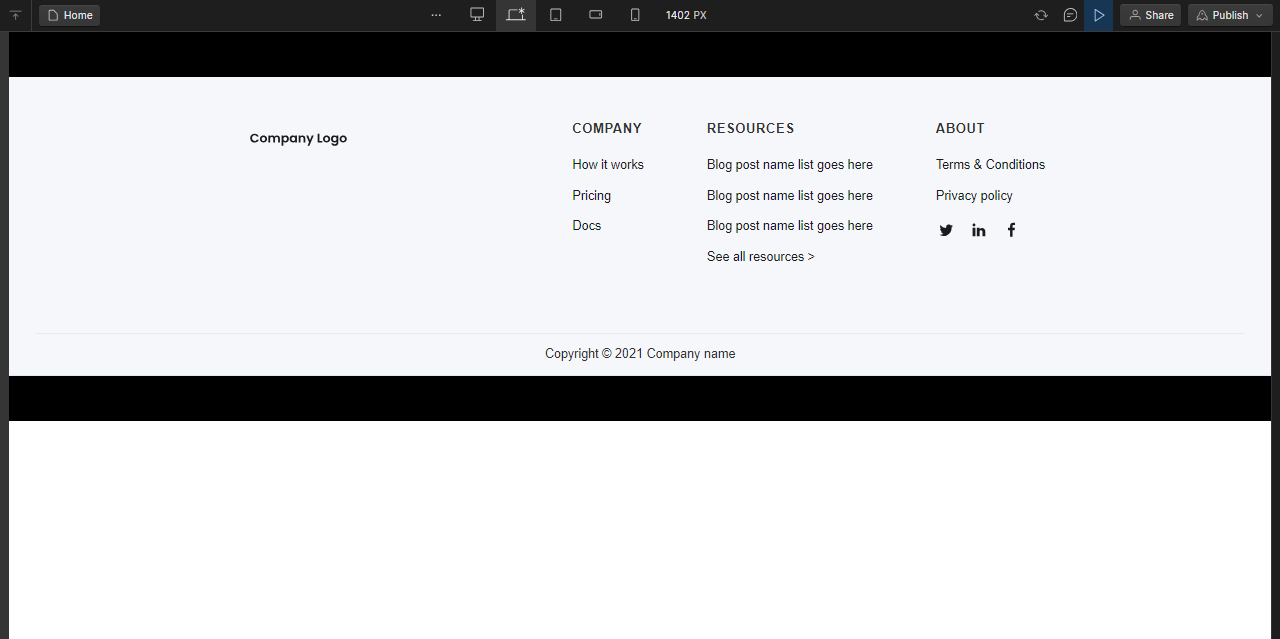 Home
1402 PX
Share
Publish
Company Logo
COMPANY
How it works
Pricing
Docs
RESOURCES
Blog post name list goes here
Blog post name list goes here
Blog post name list goes here
See all resources >
ABOUT
Terms & Conditions
Privacy policy
Copyright © 2021 Company name